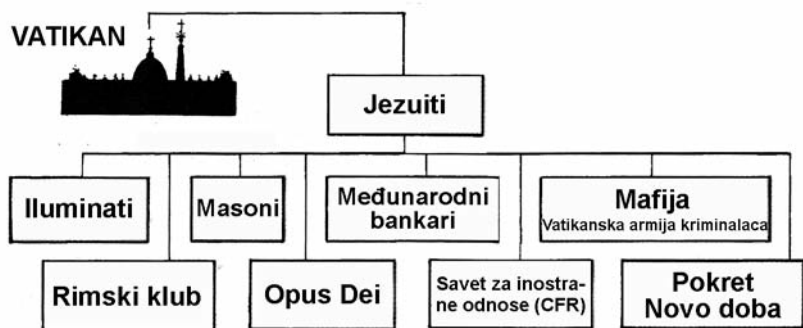 VATIKAN
Jezuiti
Iluminati
Masoni
Međunarodni
bankari
Mafija
Vatikanska armija kriminalaca
Rimski klub
Opus Dei
Savet za inostra-
ne odnose (CFR)
Pokret
Novo doba